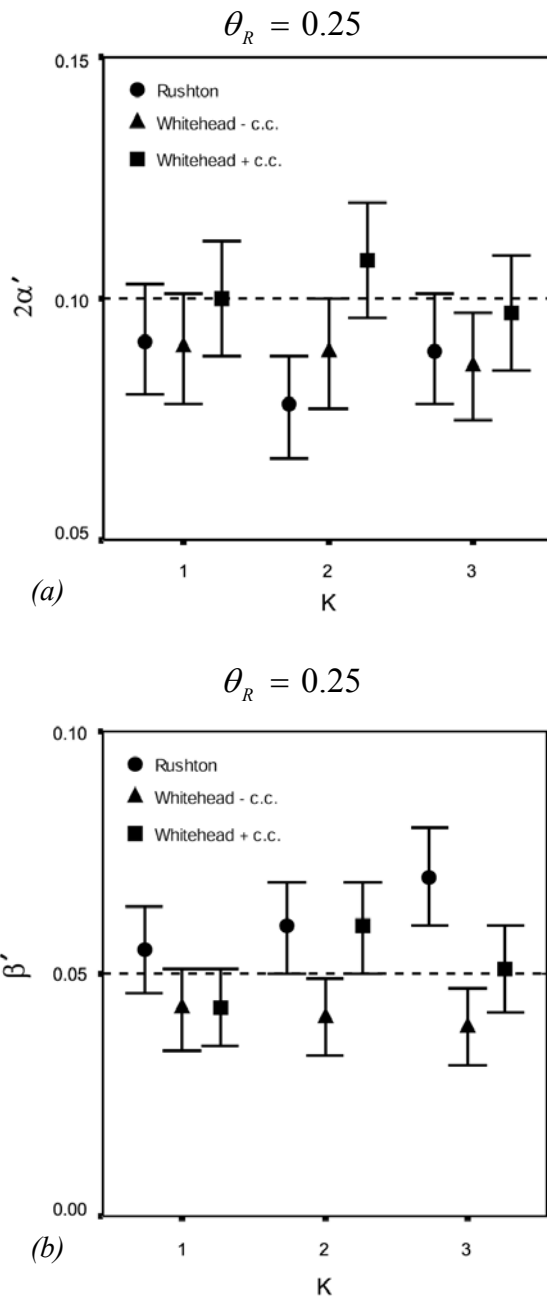 θ_R = 0.25
0.15
Rushton
Whitehead - c.c.
Whitehead + c.c.
2α′
0.10
0.05
1 2 3
(a)
K
θ_R = 0.25
0.10
Rushton
Whitehead - c.c.
Whitehead + c.c.
β′
0.05
0.00
1 2 3
(b)
K